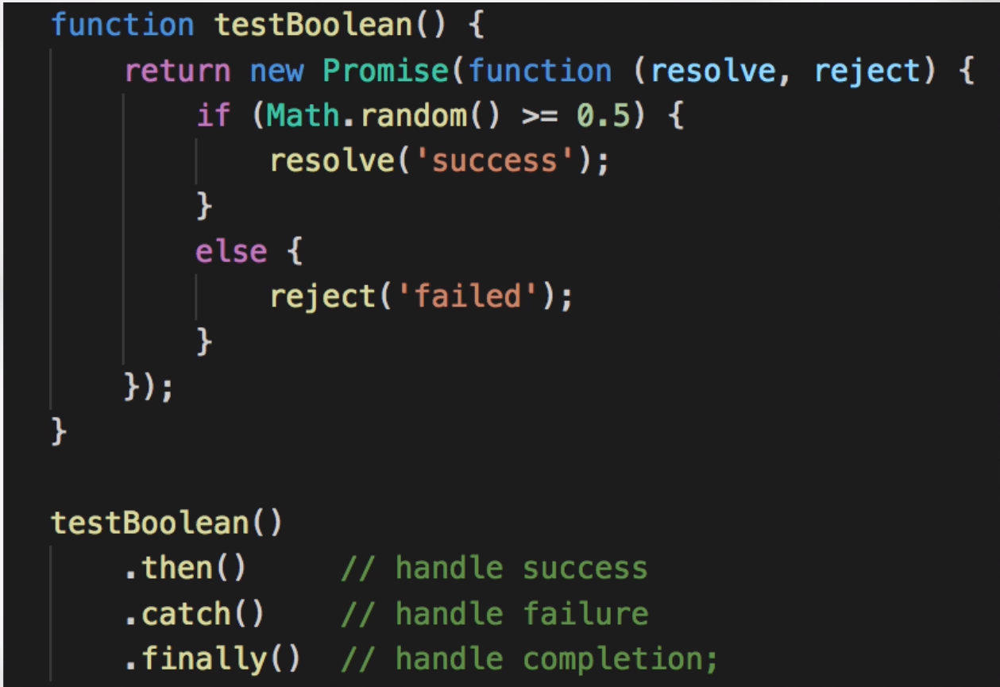 function testBoolean() {
    return new Promise(function (resolve, reject) {
        if (Math.random() >= 0.5) {
            resolve('success');
        }
        else {
            reject('failed');
        }
    });
}

testBoolean()
    .then()     // handle success
    .catch()    // handle failure
    .finally()  // handle completion;